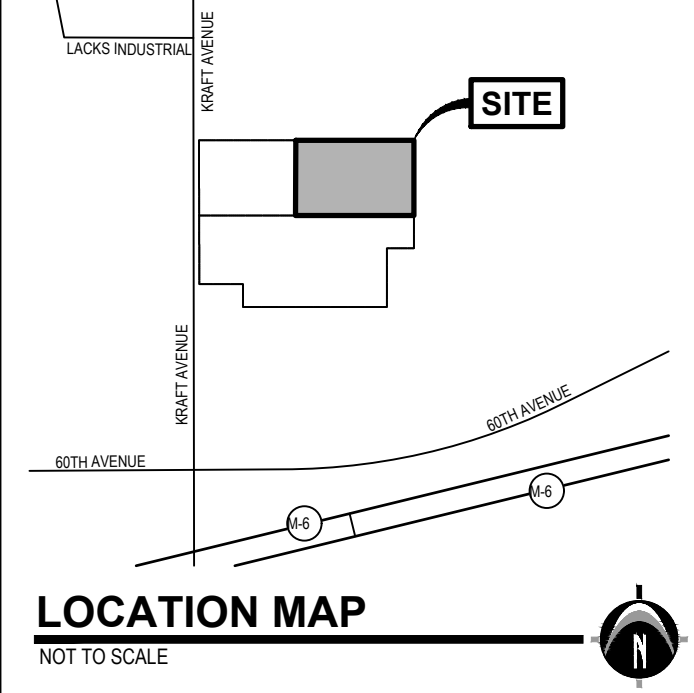 LACKS INDUSTRIAL
KRAFT AVENUE
SITE
KRAFT AVENUE
60TH AVENUE
60TH AVENUE
M-6
M-6
LOCATION MAP
NOT TO SCALE
N